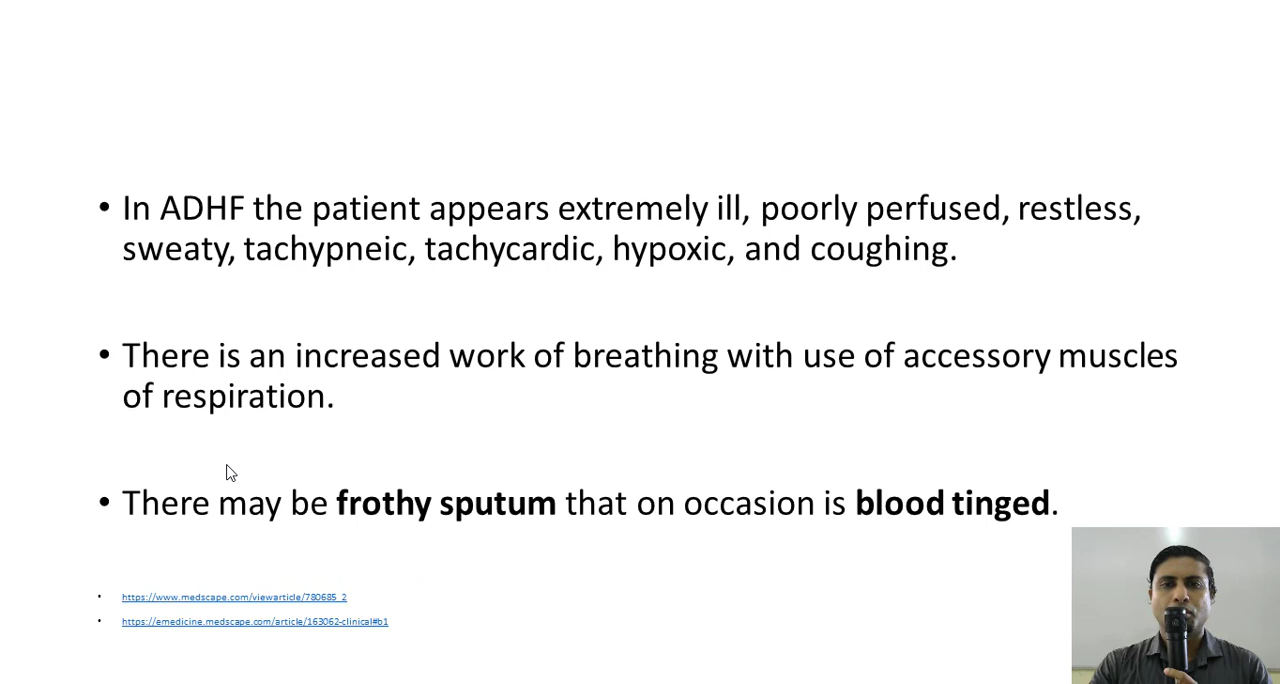 • In ADHF the patient appears extremely ill, poorly perfused, restless,
sweaty, tachypneic, tachycardic, hypoxic, and coughing.
• There is an increased work of breathing with use of accessory muscles
of respiration.
• There may be frothy sputum that on occasion is blood tinged.
• https://www.medscape.com/viewarticle/780685_2
• https://emedicine.medscape.com/article/163062-clinical#b1